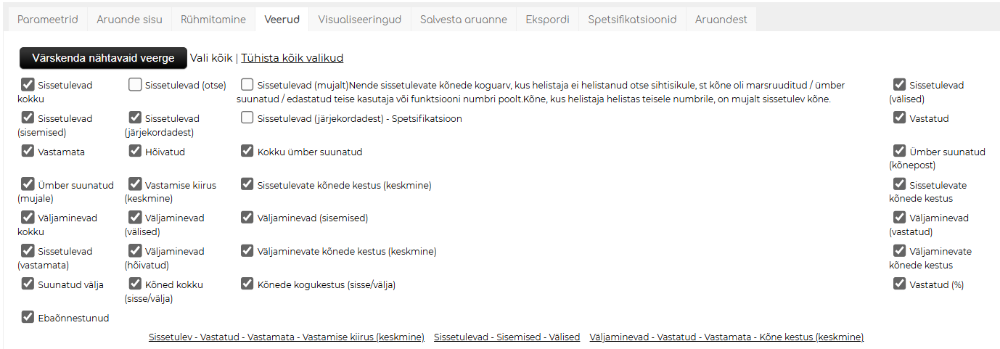 Parameetrid Aruande sisu Rühmitamine Veerud Visualiseeringud Salvesta aruanne Ekspordi Spetsifikatsioonid Aruandest
Värskenda nähtavaid veerge Vali kõik | Tühista kõik valikud
Sissetulevad kokku
Sissetulevad (otse)
Sissetulevad (mujalt)Nende sissetulevate kõnede koguarv, kus helistaja ei helistanud otse sihtisikule, st kõne oli marsruuditud / ümber
suunatud / edastatud teise kasutaja või funktsiooni numbri poolt.Kõne, kus helistaja helistas teisele numbrile, on mujalt sissetulev kõne.
Sissetulevad
(välised)
Sissetulevad
(sisemised)
Sissetulevad
(järjekordadest)
Sissetulevad (järjekordadest) - Spetsifikatsioon
Vastatud
Vastamata
Hõivatud
Kokku ümber suunatud
Ümber suunatud
(kõnepost)
Ümber suunatud
(mujale)
Vastamise kiirus
(keskmine)
Sissetulevate kõnede kestus (keskmine)
Sissetulevate
kõnede kestus
Väljaminevad
kokku
Väljaminevad
(välised)
Väljaminevad (sisemised)
Väljaminevad
(vastatud)
Sissetulevad
(vastamata)
Väljaminevad
(hõivatud)
Väljaminevate kõnede kestus (keskmine)
Väljaminevate
kõnede kestus
Suunatud välja
Kõned kokku
(sisse/välja)
Kõnede kogukestus (sisse/välja)
Vastatud (%)
Ebaõnnestunud
Sissetulev - Vastatud - Vastamata - Vastamise kiirus (keskmine) Sissetulevad - Sisemised - Välised Väljaminevad - Vastatud - Vastamata - Kõne kestus (keskmine)